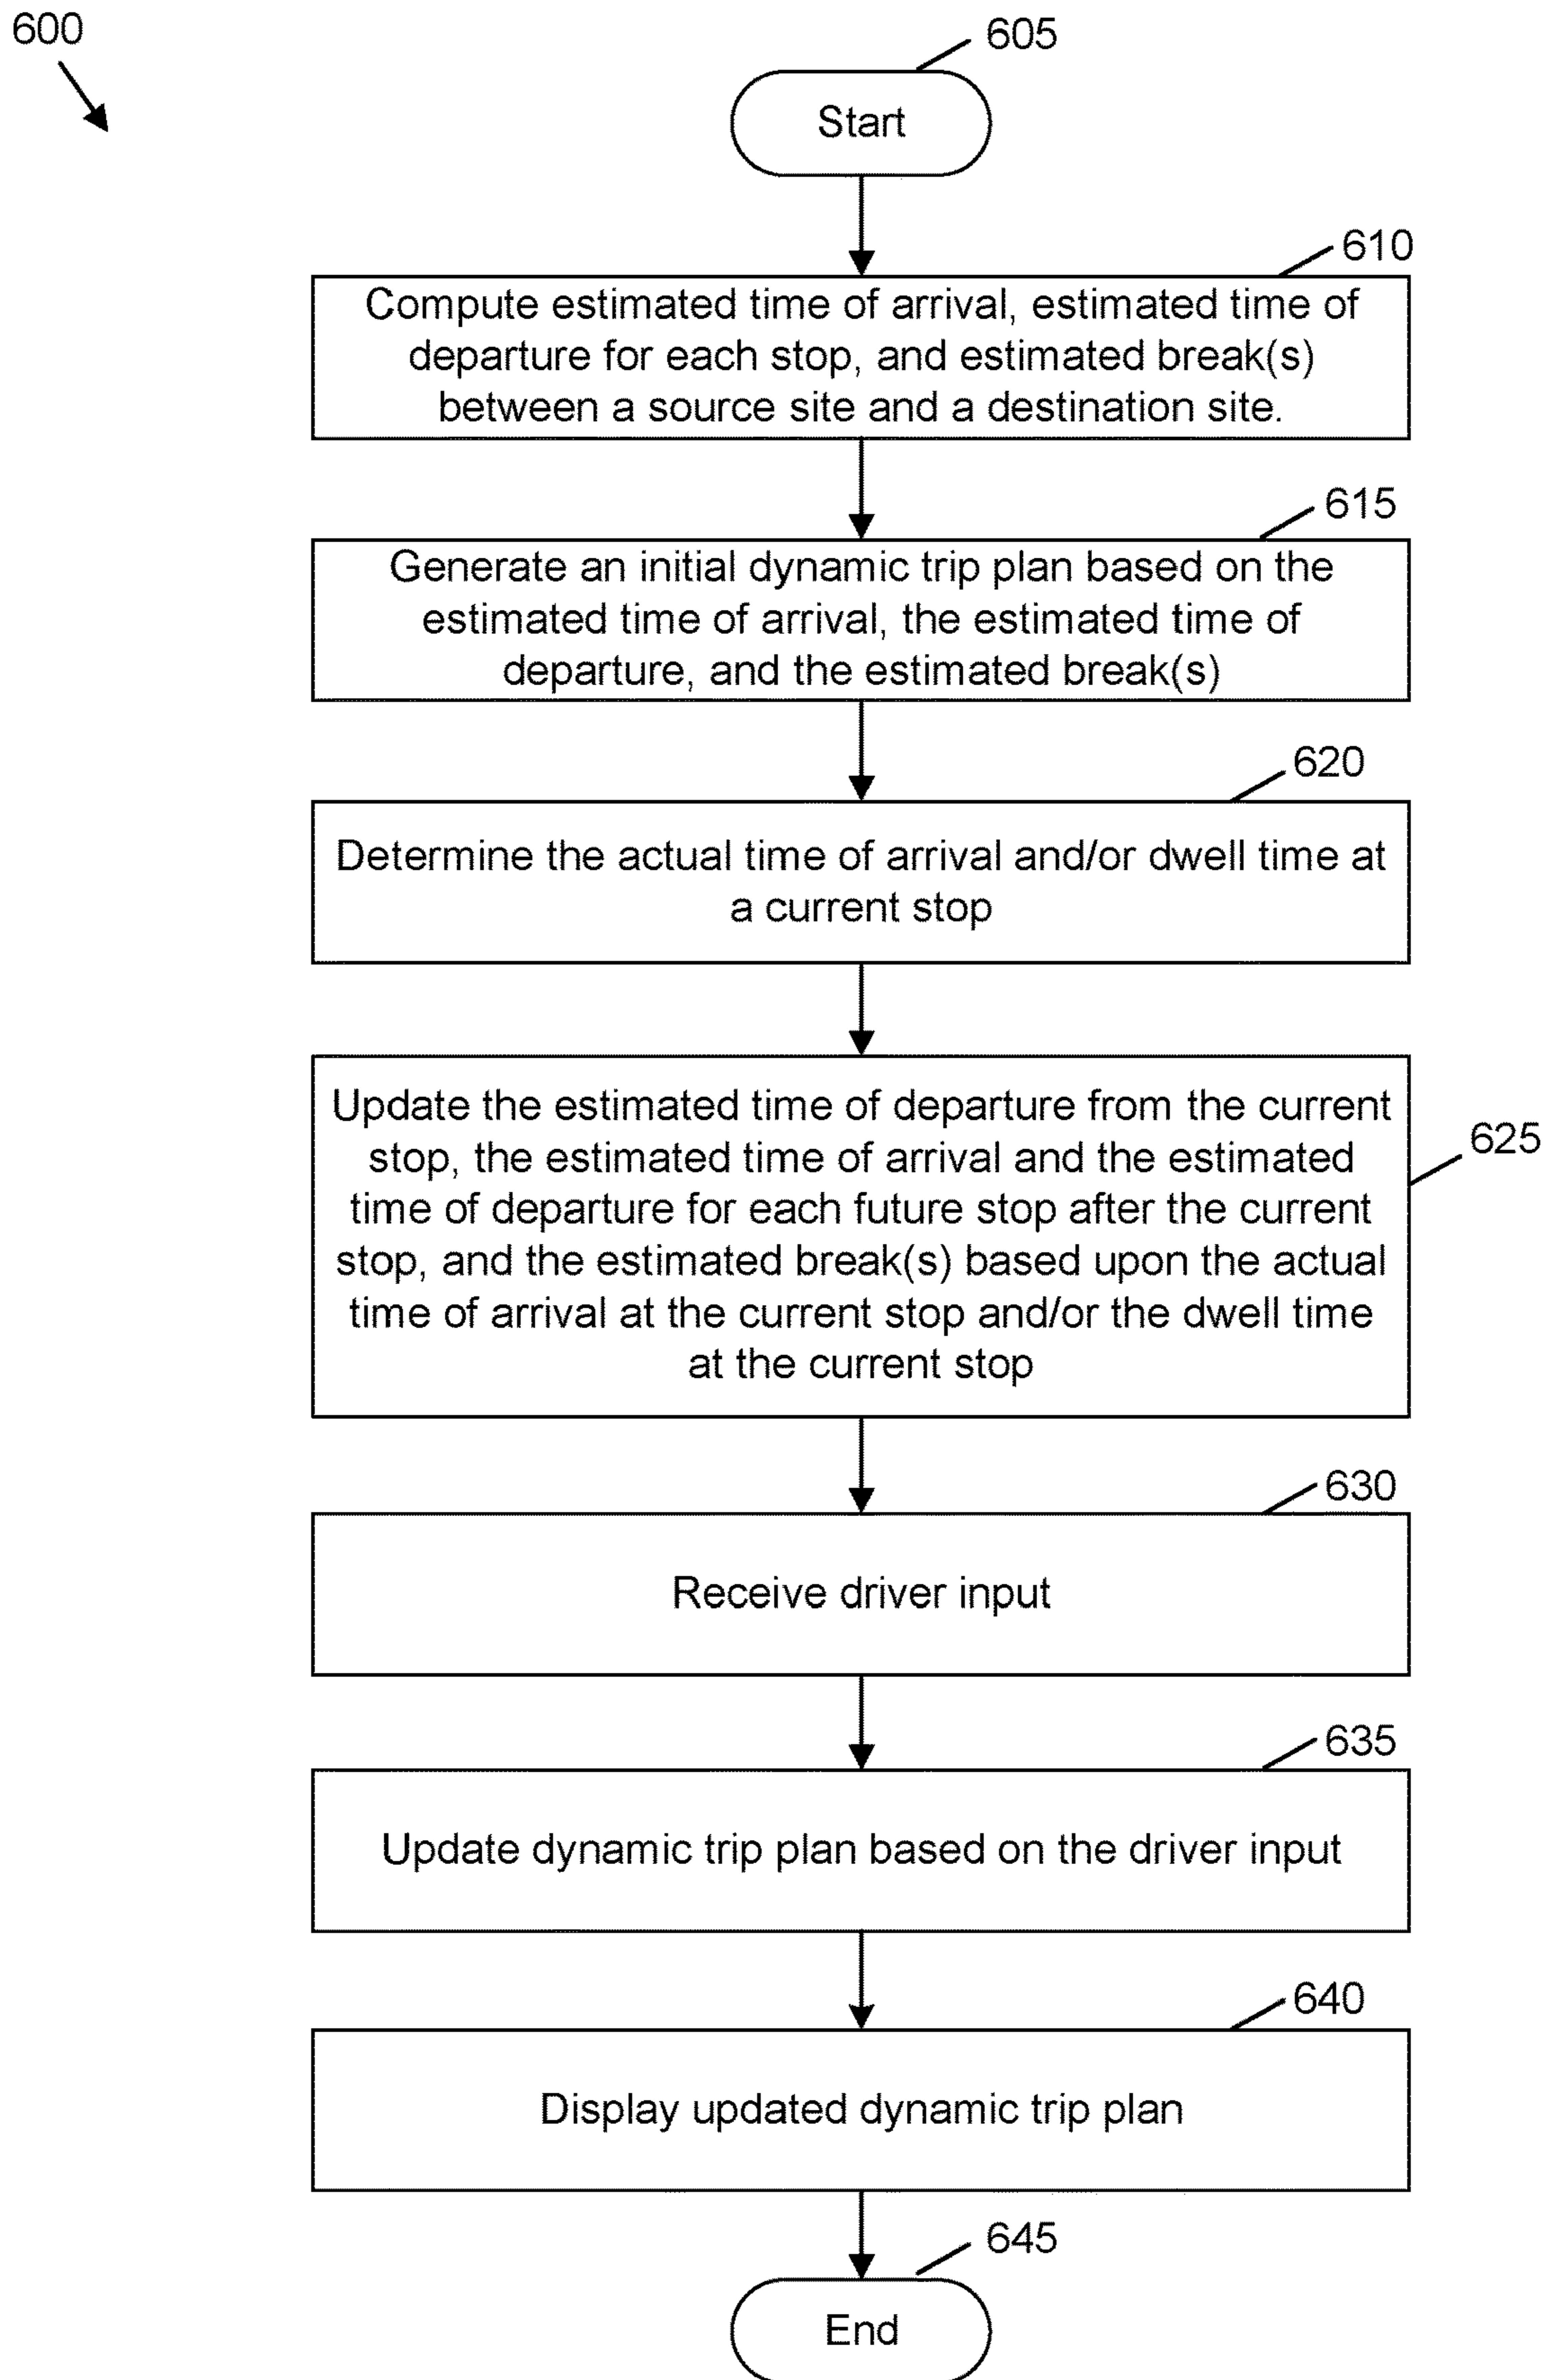 600
605
Start
610
Compute estimated time of arrival, estimated time of
departure for each stop, and estimated break(s)
between a source site and a destination site.
615
Generate an initial dynamic trip plan based on the
estimated time of arrival, the estimated time of
departure, and the estimated break(s)
620
Determine the actual time of arrival and/or dwell time at
a current stop
Update the estimated time of departure from the current
stop, the estimated time of arrival and the estimated
time of departure for each future stop after the current
stop, and the estimated break(s) based upon the actual
time of arrival at the current stop and/or the dwell time
at the current stop
625
630
Receive driver input
635
Update dynamic trip plan based on the driver input
640
Display updated dynamic trip plan
645
End